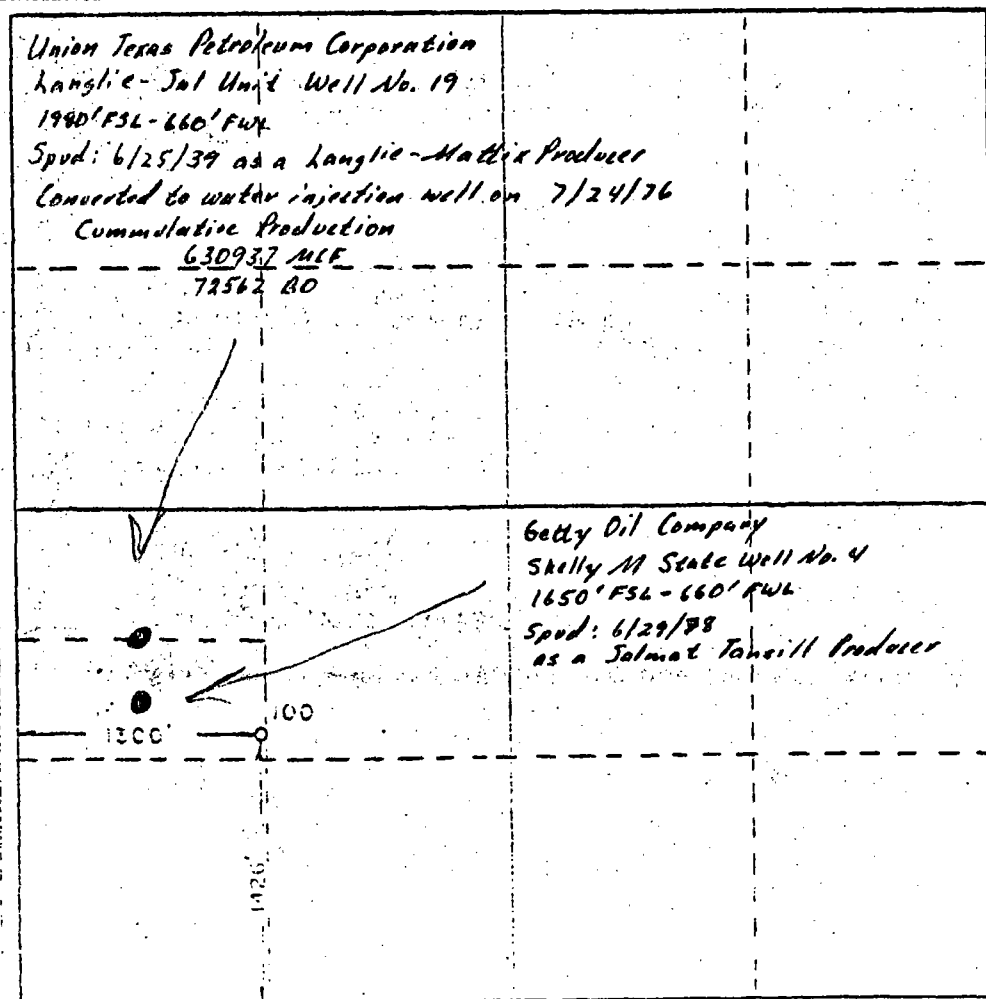 Union Texas Petroleum Corporation
Langlie-Jal Unit Well No. 19
1980' FSL - 660' FWL
Spud: 6/25/39 as a Langlie-Mattix Producer
Converted to water injection well on 7/24/76
Cummulative Production
630937 MCF
72562 BO
Getty Oil Company
Skelly M State Well No. 4
1650' FSL - 660' FWL
Spud: 6/29/78
as a Jalmat Tansill Producer
100
1300'
1426'